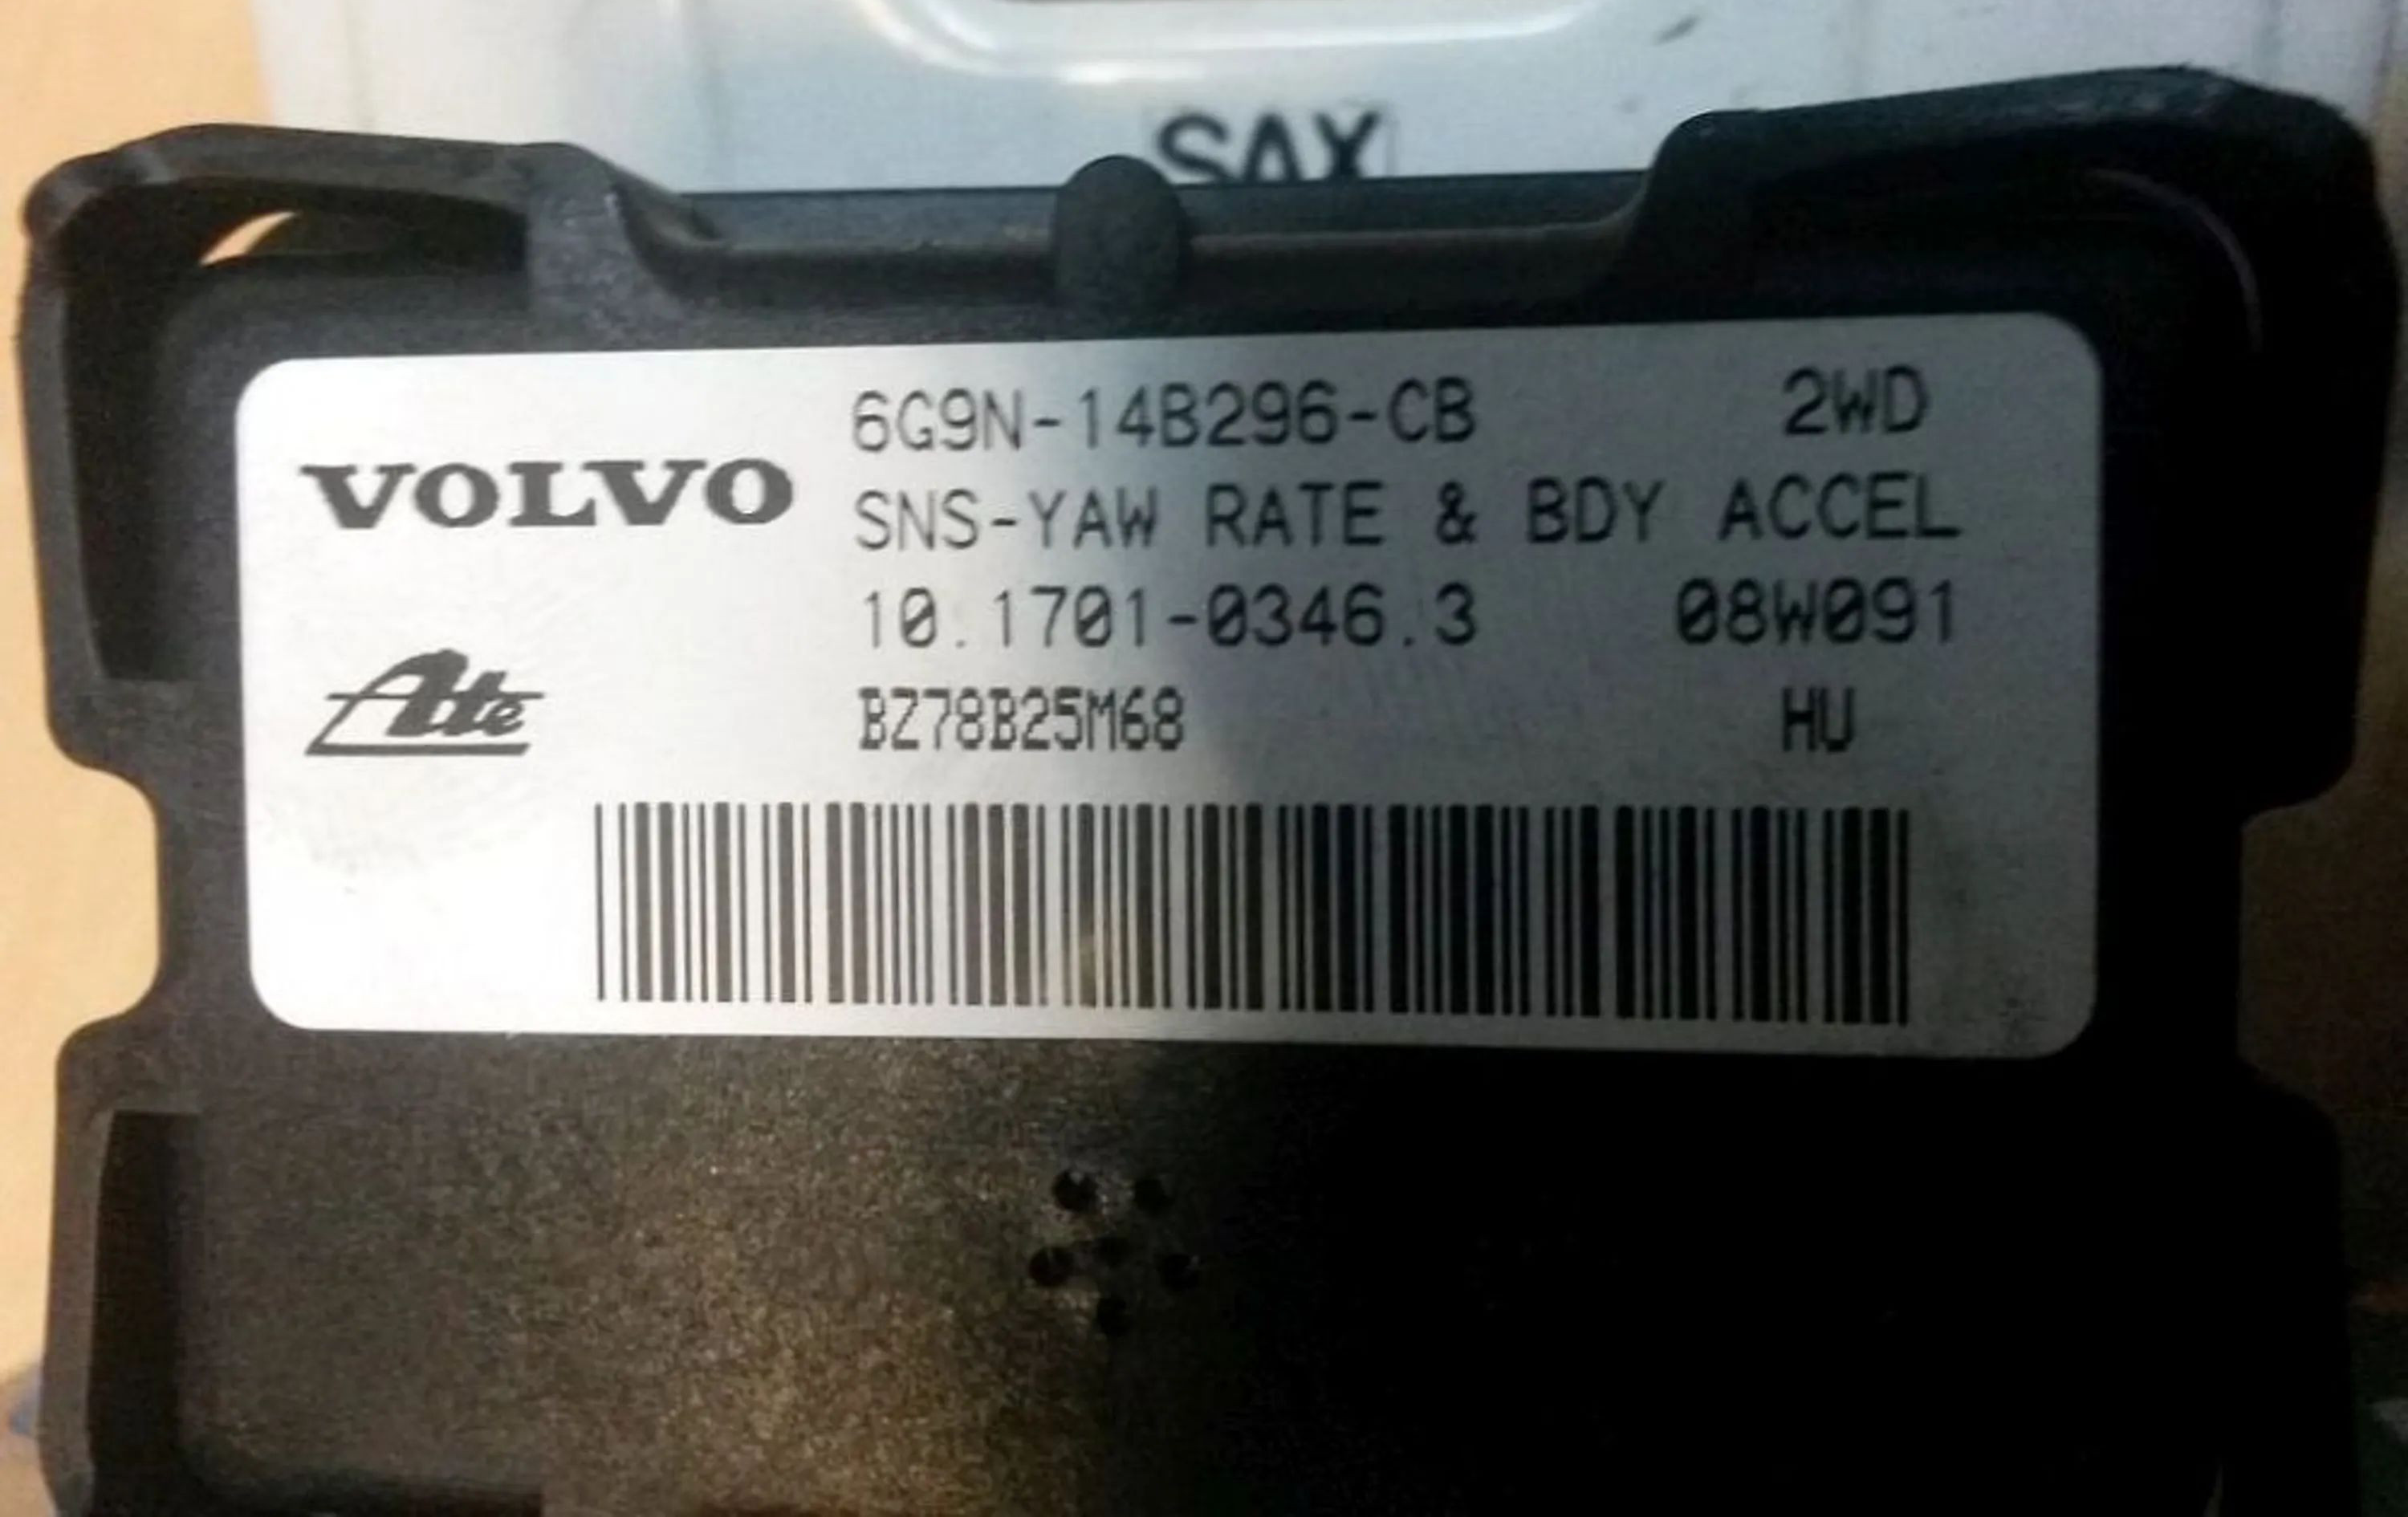 SAX
6G9N-14B296-CB 2WD
VOLVO
SNS-YAW RATE & BDY ACCEL
10.1701-0346.3 08W091
Ate
BZ78B25M68 HU